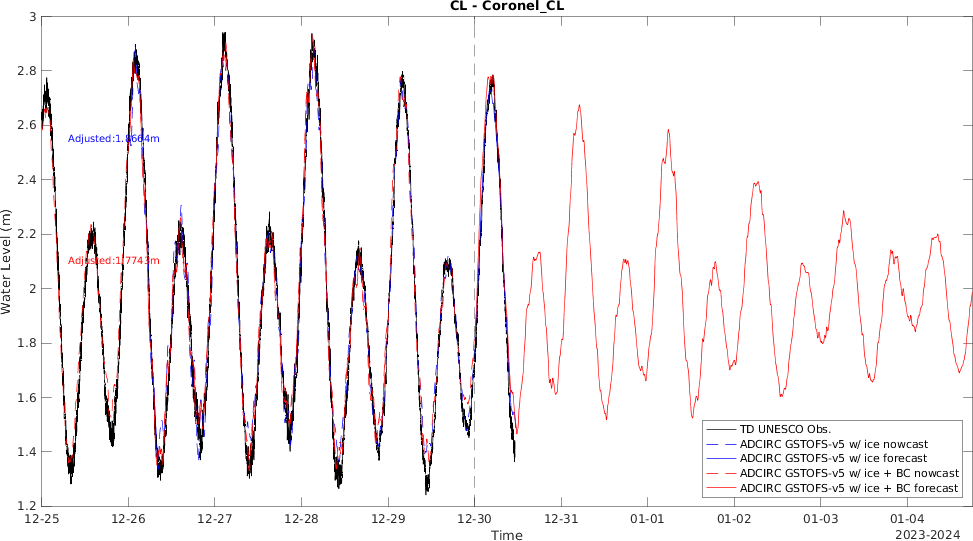 CL - Coronel_CL
3
2.8
2.6
2.4
2.2
2
1.8
1.6
1.4
1.2
Water Level (m)
Adjusted:1.8664m
Adjusted:1.7743m
TD UNESCO Obs.
ADCIRC GSTOFS-v5 w/ ice nowcast
ADCIRC GSTOFS-v5 w/ ice forecast
ADCIRC GSTOFS-v5 w/ ice + BC nowcast
ADCIRC GSTOFS-v5 w/ ice + BC forecast
12-25 12-26 12-27 12-28 12-29 12-30 12-31 01-01 01-02 01-03 01-04
Time
2023-2024